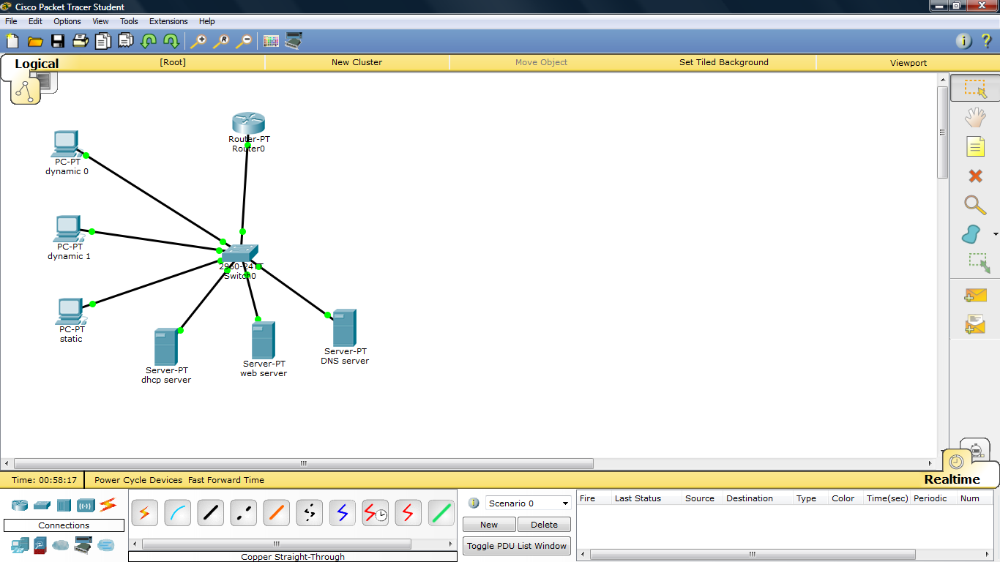 Cisco Packet Tracer Student
File Edit Options View Tools Extensions Help
Logical [Root] New Cluster Move Object Set Tiled Background Viewport
Router-PT
Router0
PC-PT
dynamic 0
PC-PT
dynamic 1
2960-24TT
Switch0
PC-PT
static
Server-PT
dhcp server
Server-PT
web server
Server-PT
DNS server
Time: 00:58:17 Power Cycle Devices Fast Forward Time Realtime
Connections
Copper Straight-Through
Scenario 0
New Delete
Toggle PDU List Window
Fire Last Status Source Destination Type Color Time(sec) Periodic Num